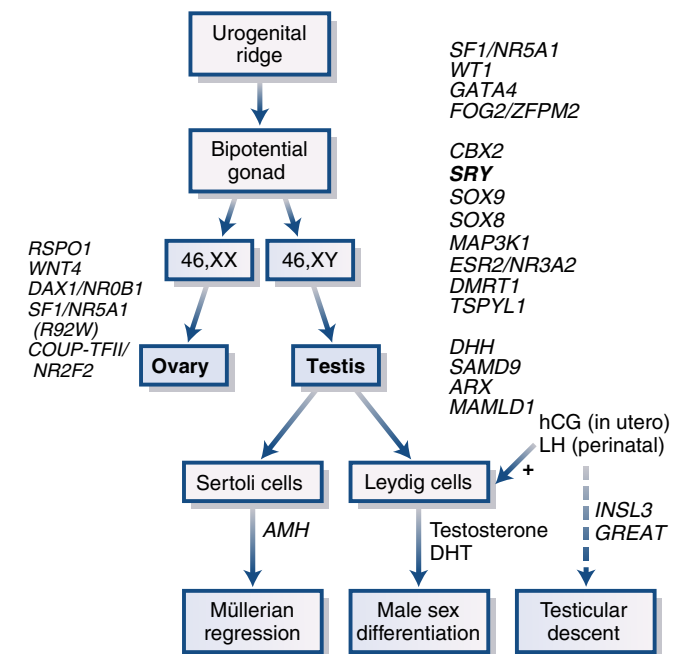 Urogenital
ridge
SF1/NR5A1
WT1
GATA4
FOG2/ZFPM2
Bipotential
gonad
CBX2
SRY
SOX9
SOX8
MAP3K1
ESR2/NR3A2
DMRT1
TSPYL1
46,XX
46,XY
RSPO1
WNT4
DAX1/NR0B1
SF1/NR5A1
(R92W)
COUP-TFII/
NR2F2
Ovary
Testis
DHH
SAMD9
ARX
MAMLD1
hCG (in utero)
LH (perinatal)
+
Sertoli cells
Leydig cells
AMH
Testosterone
DHT
INSL3
GREAT
Müllerian
regression
Male sex
differentiation
Testicular
descent